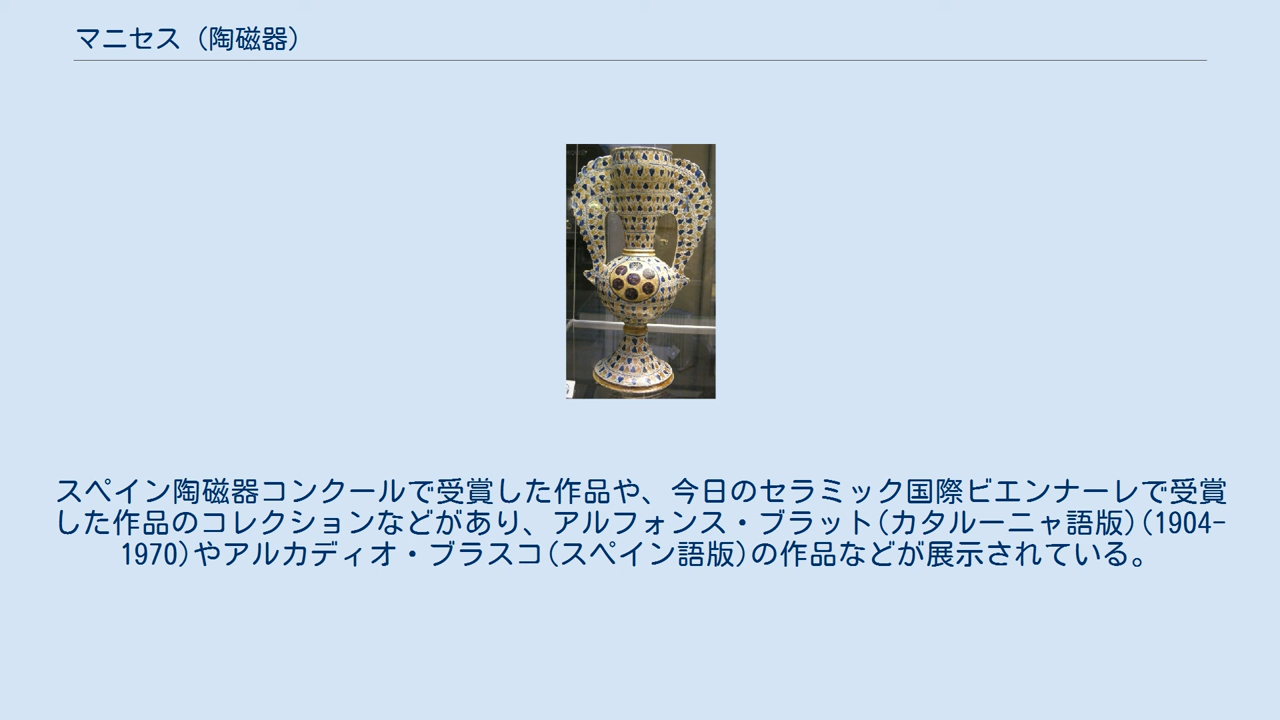 マニセス（陶磁器）
スペイン陶磁器コンクールで受賞した作品や、今日のセラミック国際ビエンナーレで受賞
した作品のコレクションなどがあり、アルフォンス・ブラット(カタルーニャ語版)(1904-
1970)やアルカディオ・ブラスコ(スペイン語版)の作品などが展示されている。